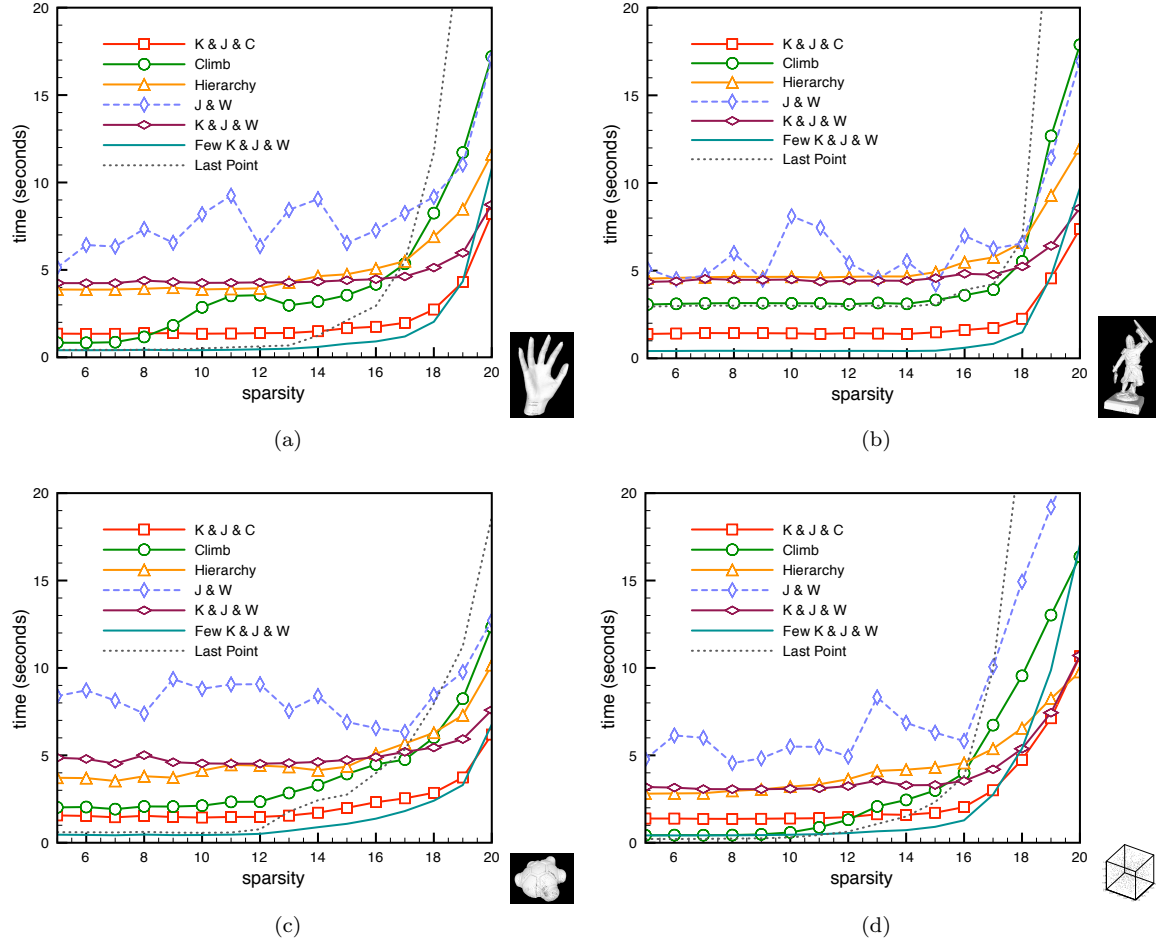 20
15
10
5
0
time (seconds)
K & J & C
Climb
Hierarchy
J & W
K & J & W
Few K & J & W
Last Point
6 8 10 12 14 16 18 20
sparsity
(a)
20
15
10
5
0
time (seconds)
K & J & C
Climb
Hierarchy
J & W
K & J & W
Few K & J & W
Last Point
6 8 10 12 14 16 18 20
sparsity
(b)
20
15
10
5
0
time (seconds)
K & J & C
Climb
Hierarchy
J & W
K & J & W
Few K & J & W
Last Point
6 8 10 12 14 16 18 20
sparsity
(c)
20
15
10
5
0
time (seconds)
K & J & C
Climb
Hierarchy
J & W
K & J & W
Few K & J & W
Last Point
6 8 10 12 14 16 18 20
sparsity
(d)